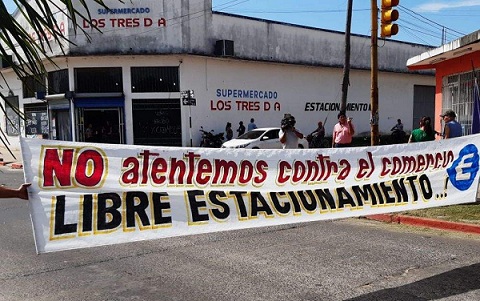 SUPERMERCADO
LOS TRES D A
SUPERMERCADO
LOS TRES D A
ESTACIONAMIENTO
NO atentemos contra el comercio
LIBRE ESTACIONAMIENTO...
E